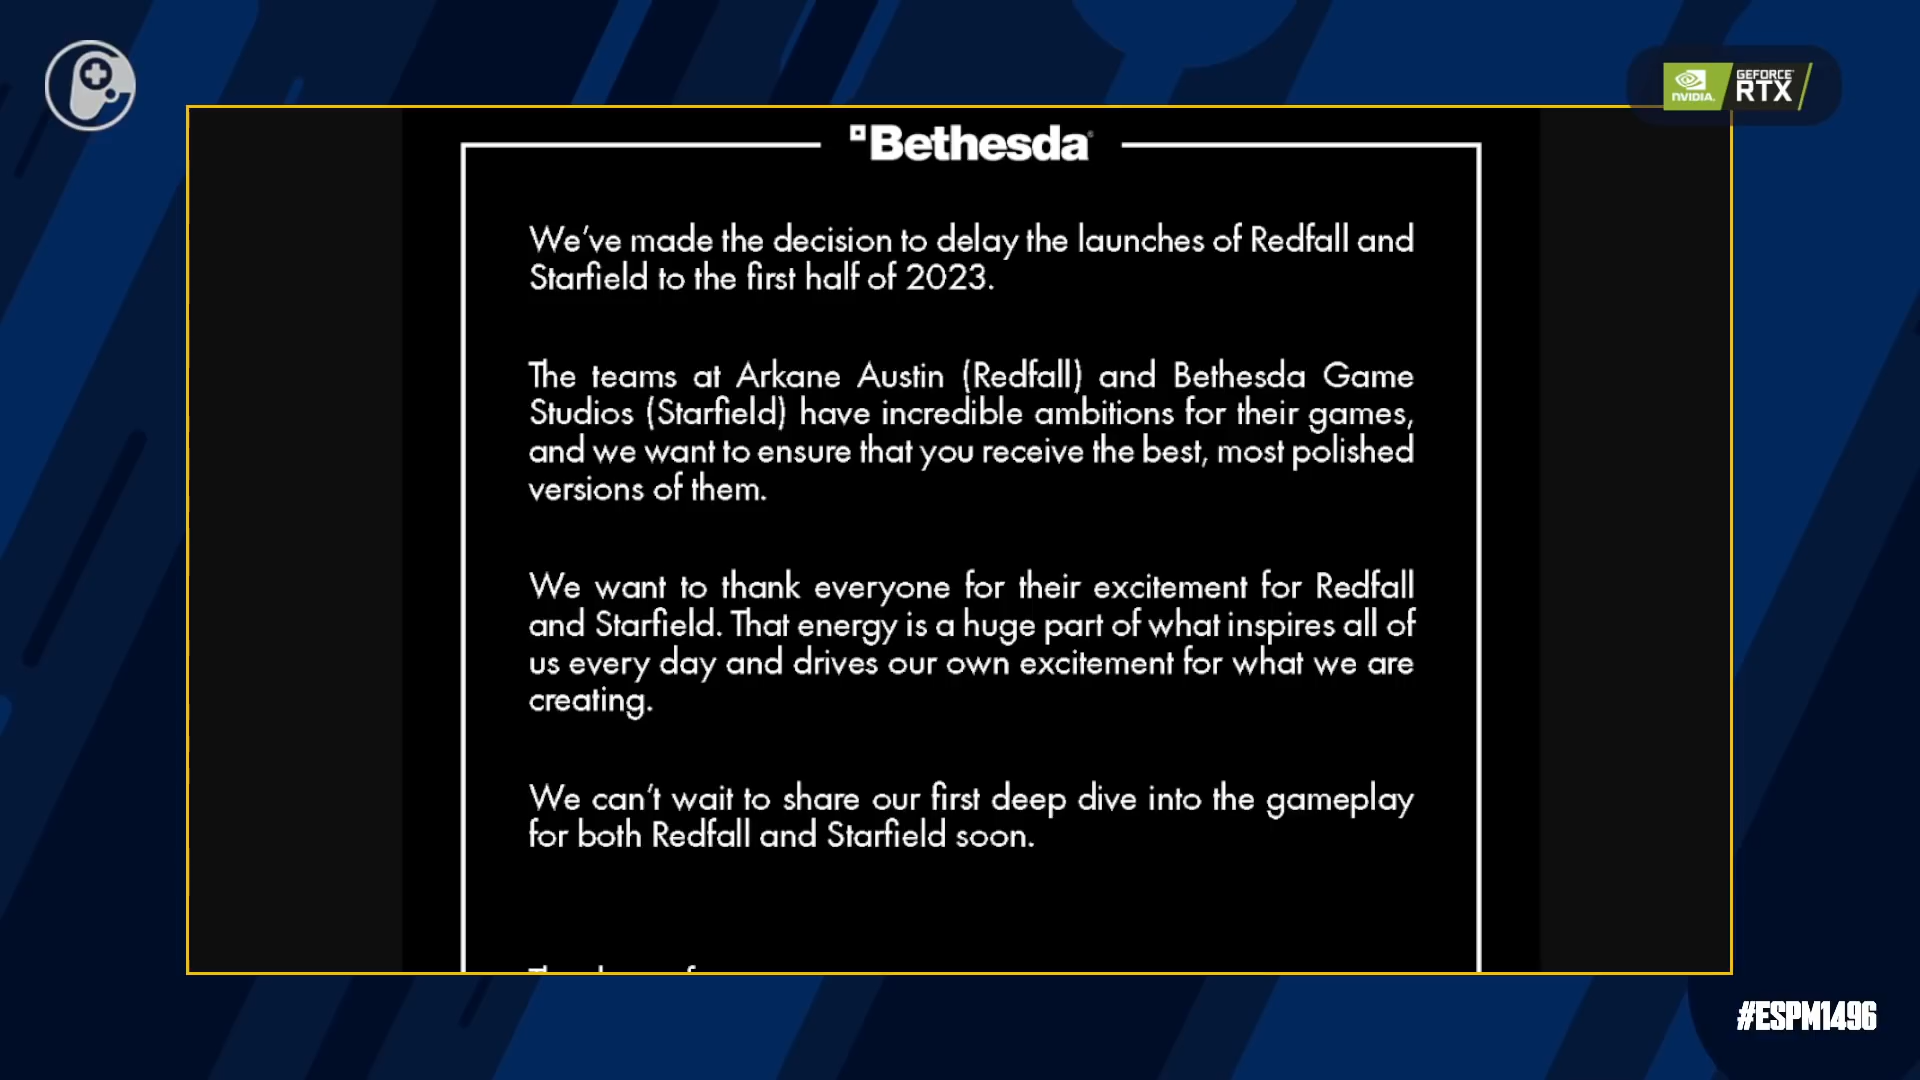 NVIDIA.
GEFORCE
RTX
Bethesda
We've made the decision to delay the launches of Redfall and
Starfield to the first half of 2023.
The teams at Arkane Austin (Redfall) and Bethesda Game
Studios (Starfield) have incredible ambitions for their games,
and we want to ensure that you receive the best, most polished
versions of them.
We want to thank everyone for their excitement for Redfall
and Starfield. That energy is a huge part of what inspires all of
us every day and drives our own excitement for what we are
creating.
We can't wait to share our first deep dive into the gameplay
for both Redfall and Starfield soon.
#ESPM1496